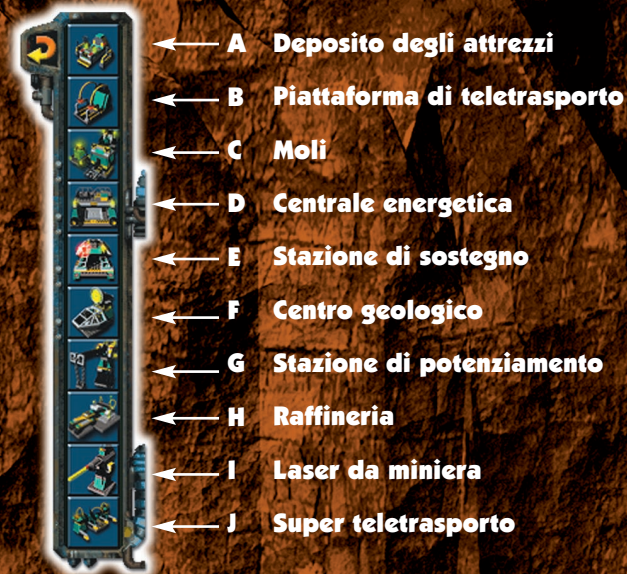 A Deposito degli attrezzi
B Piattaforma di teletrasporto
C Moli
D Centrale energetica
E Stazione di sostegno
F Centro geologico
G Stazione di potenziamento
H Raffineria
I Laser da miniera
J Super teletrasporto